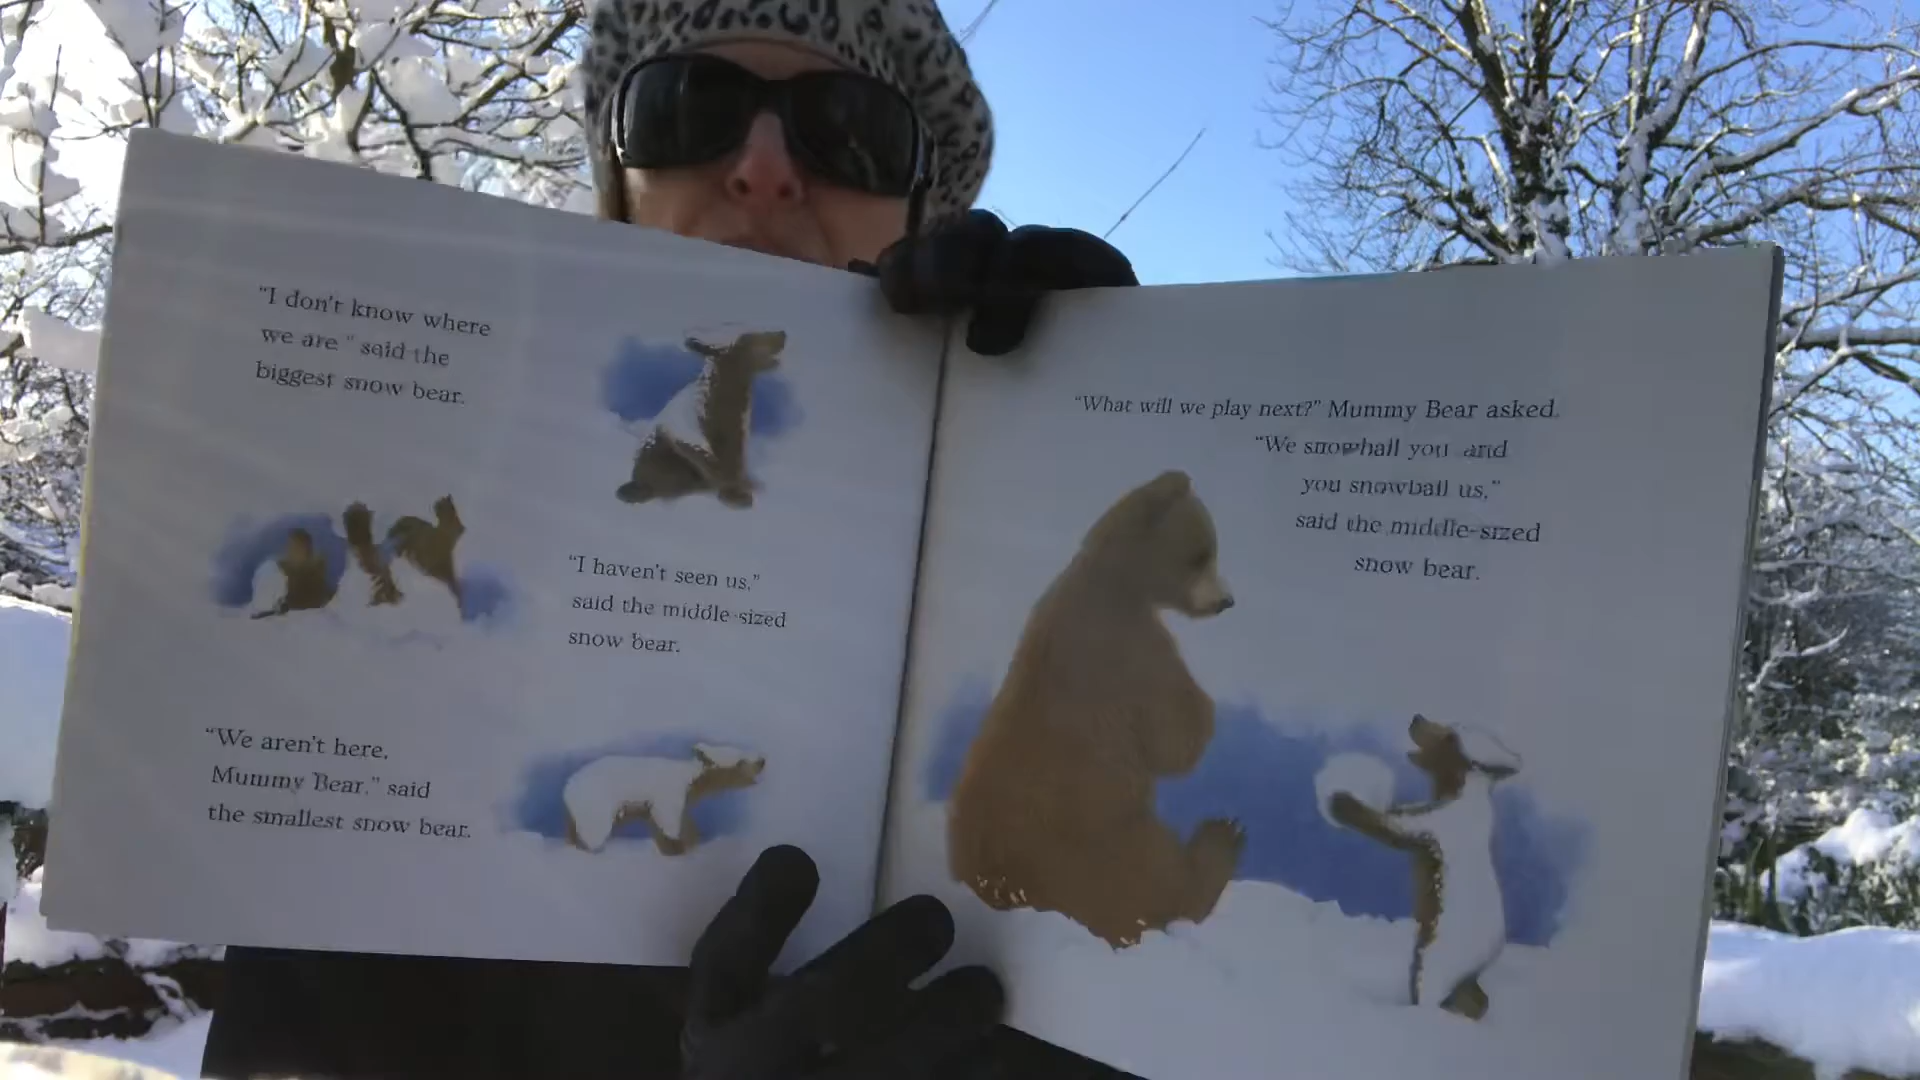 "I don't know where
we are" said the
biggest snow bear.
"I haven't seen us,"
said the middle-sized
snow bear.
"We aren't here,
Mummy Bear," said
the smallest snow bear.
"What will we play next?" Mummy Bear asked.
"We snowball you and
you snowball us,"
said the middle-sized
snow bear.